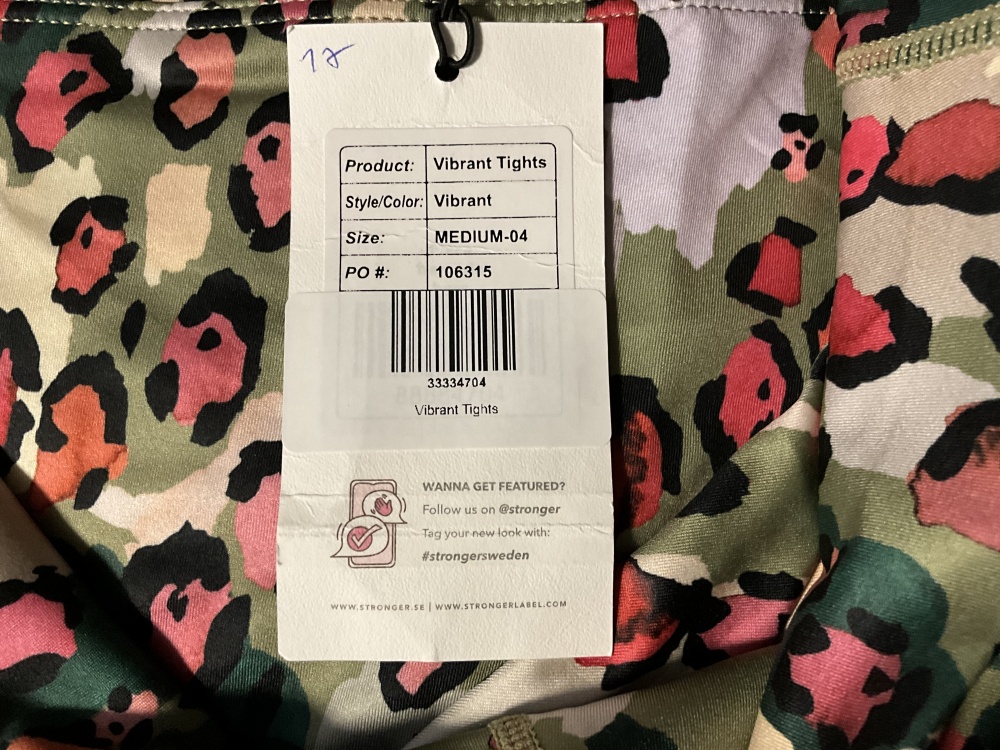 17
Product: Vibrant Tights
Style/Color: Vibrant
Size: MEDIUM-04
PO #: 106315
33334704
Vibrant Tights
WANNA GET FEATURED?
Follow us on @stronger
Tag your new look with:
#strongersweden
WWW.STRONGER.SE | WWW.STRONGERLABEL.COM